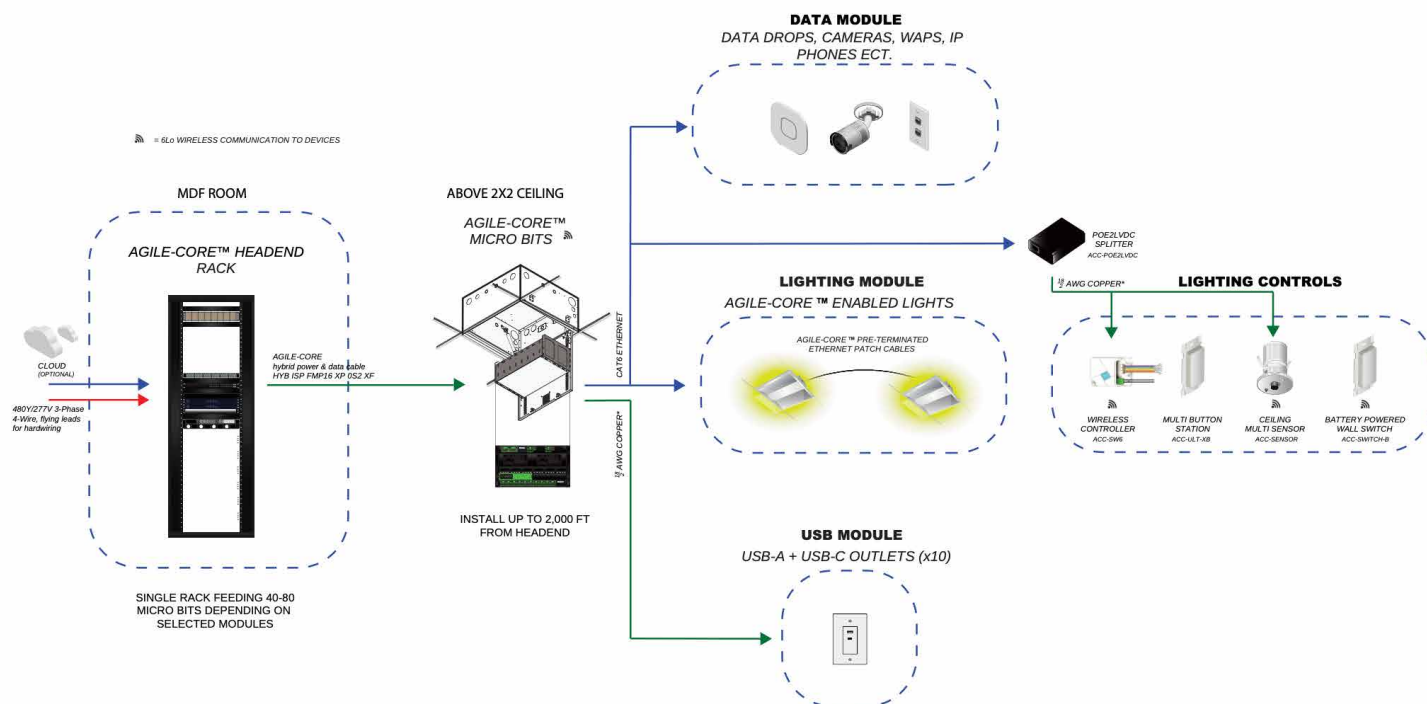 DATA MODULE
DATA DROPS, CAMERAS, WAPS, IP
PHONES ECT.
= 6Lo WIRELESS COMMUNICATION TO DEVICES
MDF ROOM
AGILE-CORE™ HEADEND
RACK
CLOUD
(OPTIONAL)
480Y/277V 3-Phase
4-Wire, flying leads
for hardwiring
AGILE-CORE
hybrid power & data cable
HYB ISP FMP16 XP 0S2 XF
SINGLE RACK FEEDING 40-80
MICRO BITS DEPENDING ON
SELECTED MODULES
ABOVE 2X2 CEILING
AGILE-CORE™
MICRO BITS
INSTALL UP TO 2,000 FT
FROM HEADEND
CAT6 ETHERNET
18/2 AWG COPPER*
LIGHTING MODULE
AGILE-CORE ™ ENABLED LIGHTS
AGILE-CORE™ PRE-TERMINATED
ETHERNET PATCH CABLES
USB MODULE
USB-A + USB-C OUTLETS (x10)
POE2LVDC
SPLITTER
ACC-POE2LVDC
18/2 AWG COPPER*
LIGHTING CONTROLS
WIRELESS
CONTROLLER
ACC-SW6
MULTI BUTTON
STATION
ACC-ULT-XB
CEILING
MULTI SENSOR
ACC-SENSOR
BATTERY POWERED
WALL SWITCH
ACC-SWITCH-B